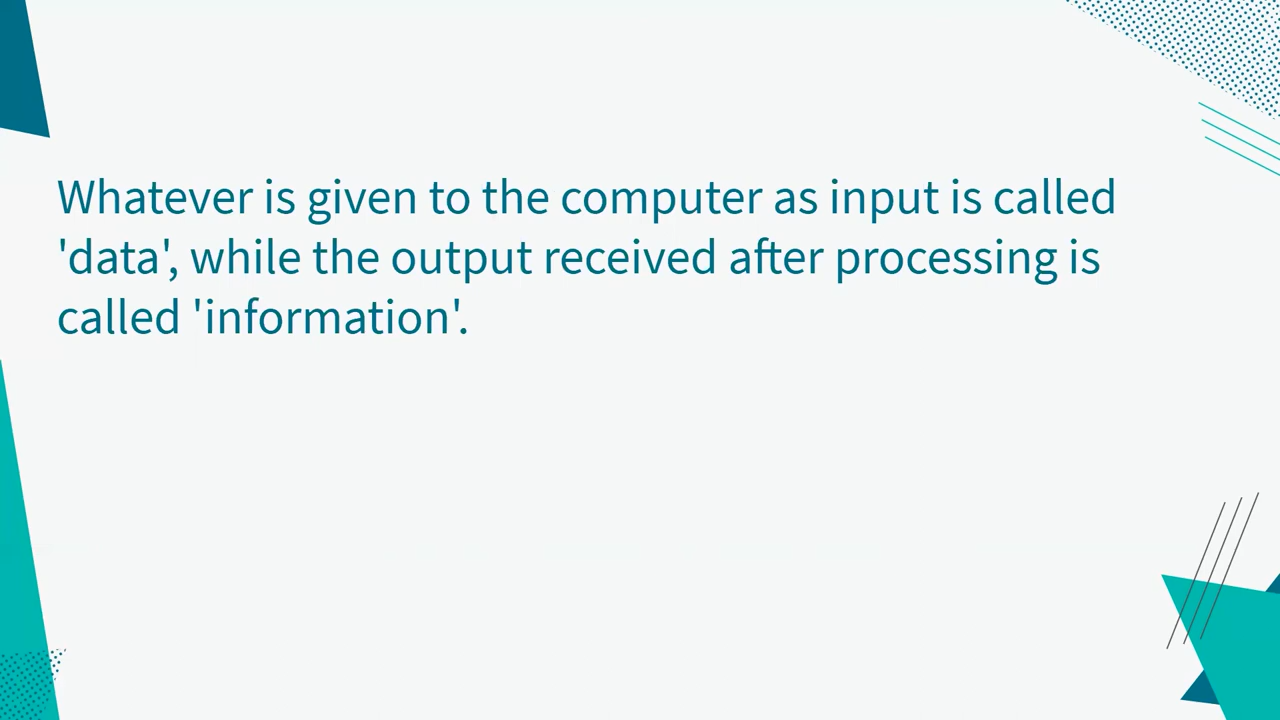 Whatever is given to the computer as input is called
'data', while the output received after processing is
called 'information'.